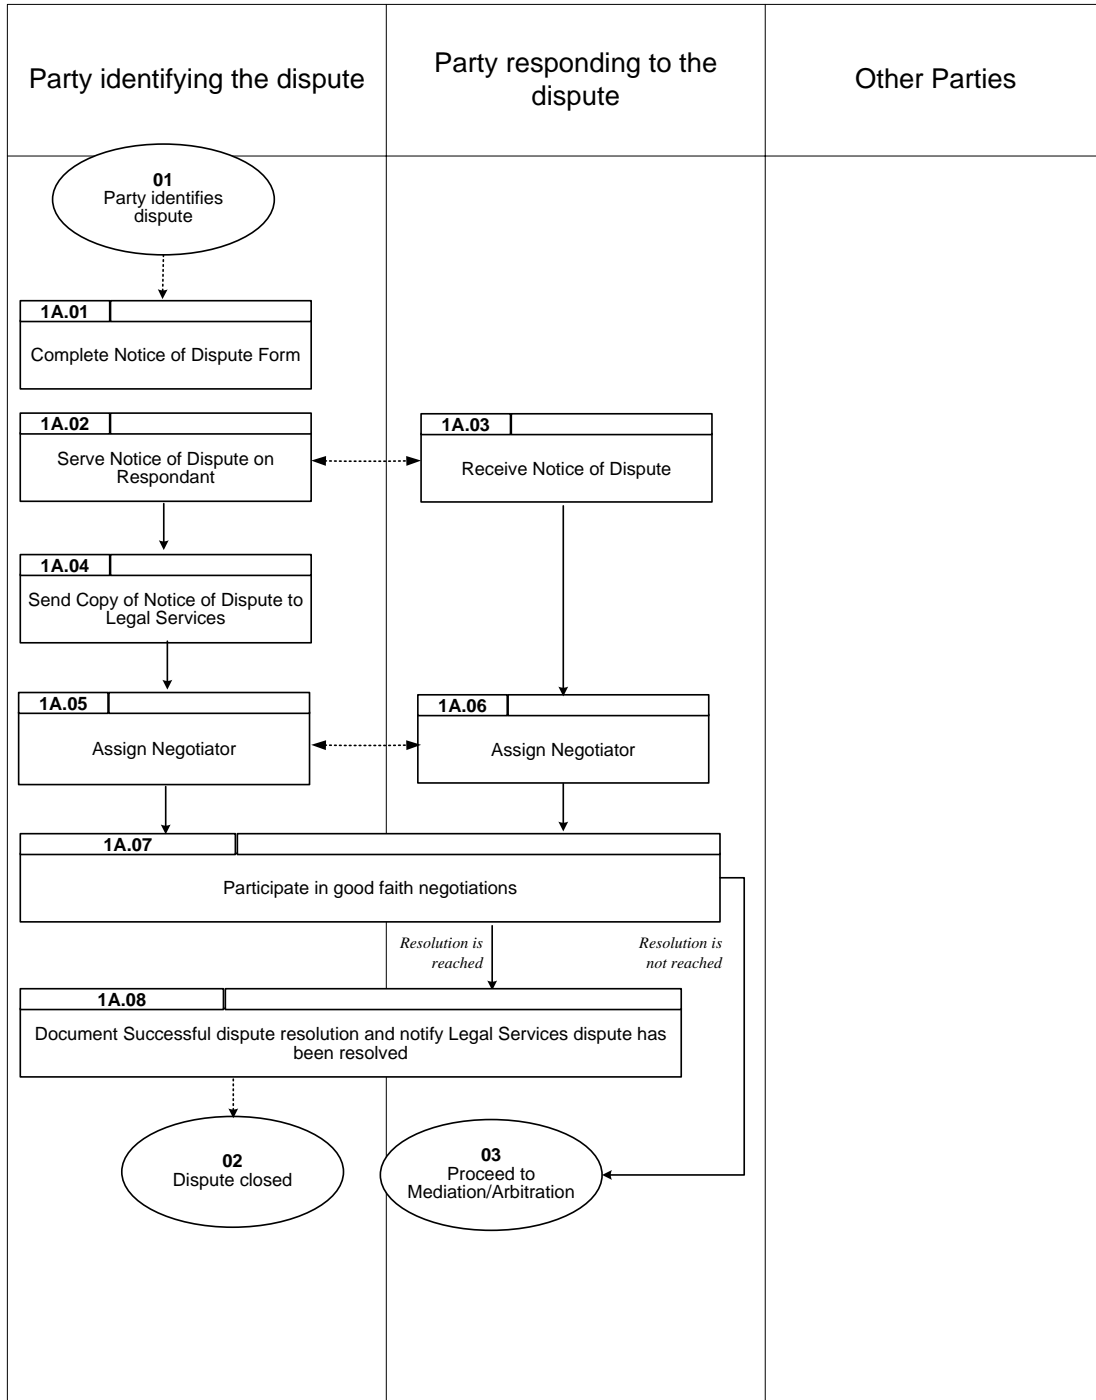 Party identifying the dispute
Party responding to the
dispute
Other Parties
01
Party identifies
dispute
1A.01
Complete Notice of Dispute Form
1A.02
Serve Notice of Dispute on
Respondant
1A.03
Receive Notice of Dispute
1A.04
Send Copy of Notice of Dispute to
Legal Services
1A.05
Assign Negotiator
1A.06
Assign Negotiator
1A.07
Participate in good faith negotiations
Resolution is
reached
Resolution is
not reached
1A.08
Document Successful dispute resolution and notify Legal Services dispute has
been resolved
02
Dispute closed
03
Proceed to
Mediation/Arbitration